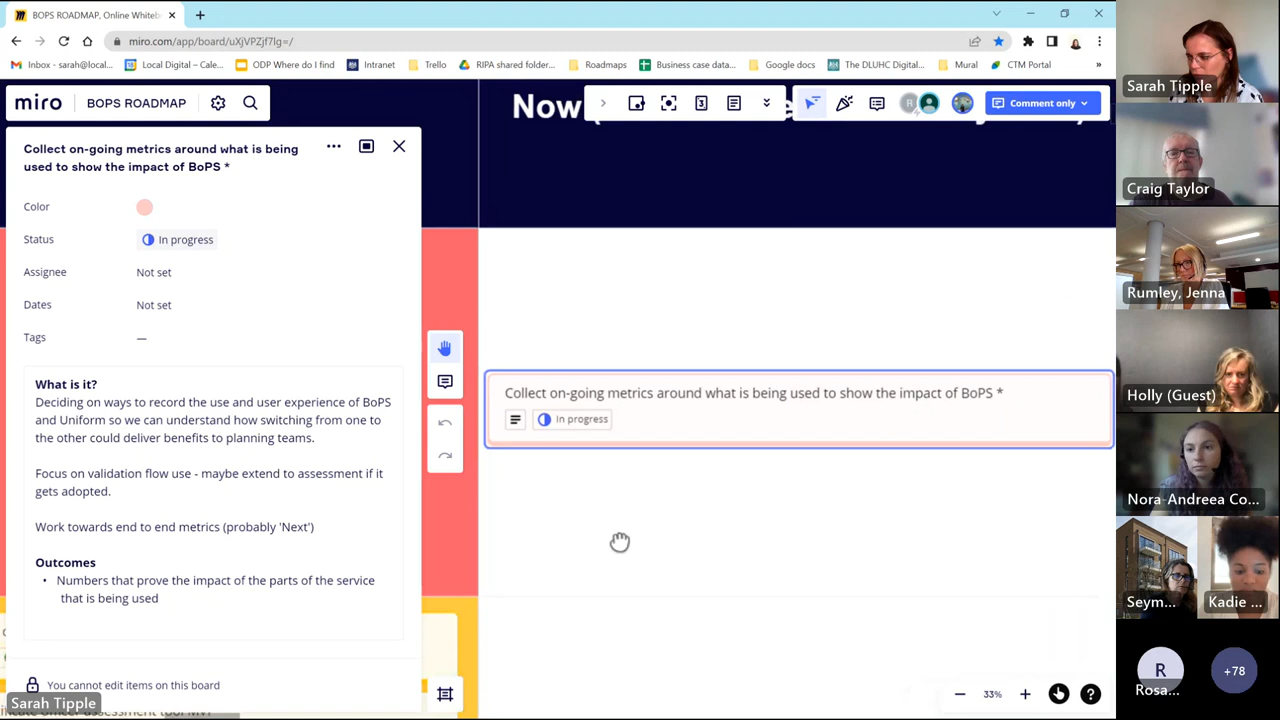 BOPS ROADMAP, Online Whiteb
miro.com/app/board/uXjVPZjf7Ig=/
Inbox - sarah@local...
Local Digital – Cale...
ODP Where do I find
Intranet
Trello
RIPA shared folder...
Roadmaps
Business case data...
Google docs
The DLUHC Digital...
Mural
CTM Portal
»
miro
BOPS ROADMAP
Now (
Comment only
Collect on-going metrics around what is being
used to show the impact of BoPS *
Color
Status
In progress
Assignee
Not set
Dates
Not set
Tags
—
What is it?
Deciding on ways to record the use and user experience of BoPS
and Uniform so we can understand how switching from one to
the other could deliver benefits to planning teams.
Focus on validation flow use - maybe extend to assessment if it
gets adopted.
Work towards end to end metrics (probably 'Next')
Outcomes
• Numbers that prove the impact of the parts of the service
that is being used
You cannot edit items on this board
Sarah Tipple
Collect on-going metrics around what is being used to show the impact of BoPS *
In progress
33%
Sarah Tipple
Craig Taylor
Rumley, Jenna
Holly (Guest)
Nora-Andreea Co...
Seym...
Kadie ...
R
Rosa...
+78